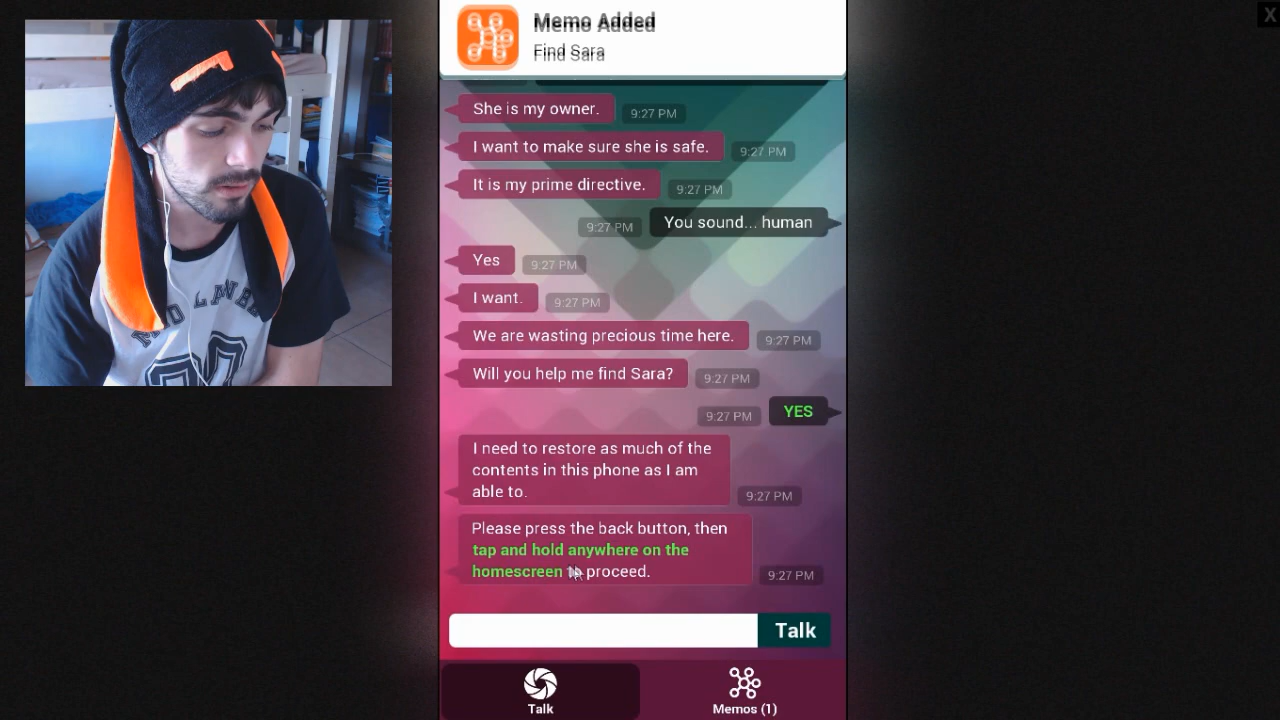 Memo Added
Find Sara
She is my owner.
9:27 PM
I want to make sure she is safe.
9:27 PM
It is my prime directive.
9:27 PM
9:27 PM
You sound... human
Yes
9:27 PM
I want.
9:27 PM
We are wasting precious time here.
9:27 PM
Will you help me find Sara?
9:27 PM
9:27 PM
YES
I need to restore as much of the
contents in this phone as I am
able to.
9:27 PM
Please press the back button, then
tap and hold anywhere on the
homescreen to proceed.
9:27 PM
Talk
Talk
Memos (1)
X